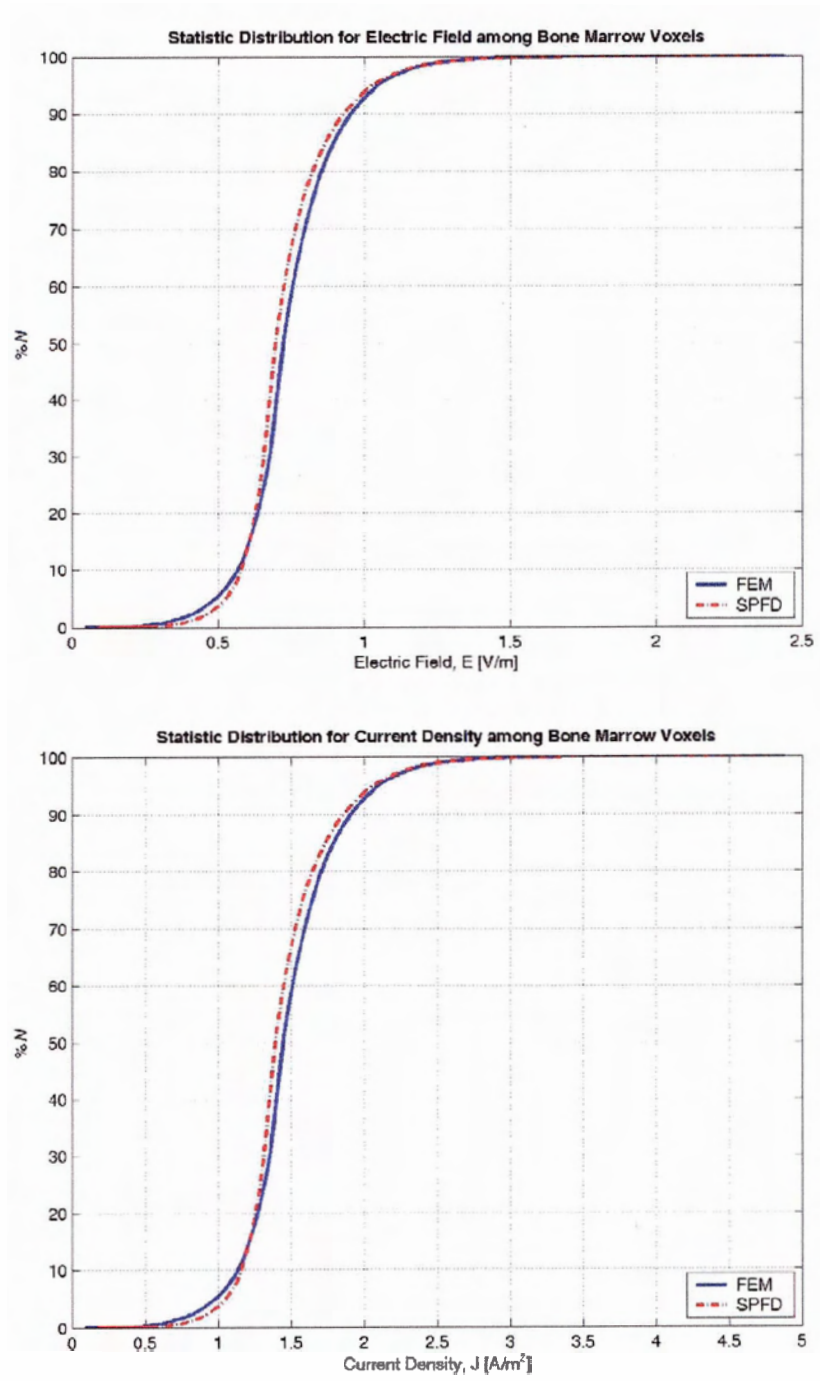 Statistic Distribution for Electric Field among Bone Marrow Voxels
100
90
80
70
60
50
40
30
20
10
0
%N
0 0.5 1 1.5 2 2.5
Electric Field, E [V/m]
FEM
SPFD
Statistic Distribution for Current Density among Bone Marrow Voxels
100
90
80
70
60
50
40
30
20
10
0
%N
0 0.5 1 1.5 2 2.5 3 3.5 4 4.5 5
Current Density, J [A/m²]
FEM
SPFD